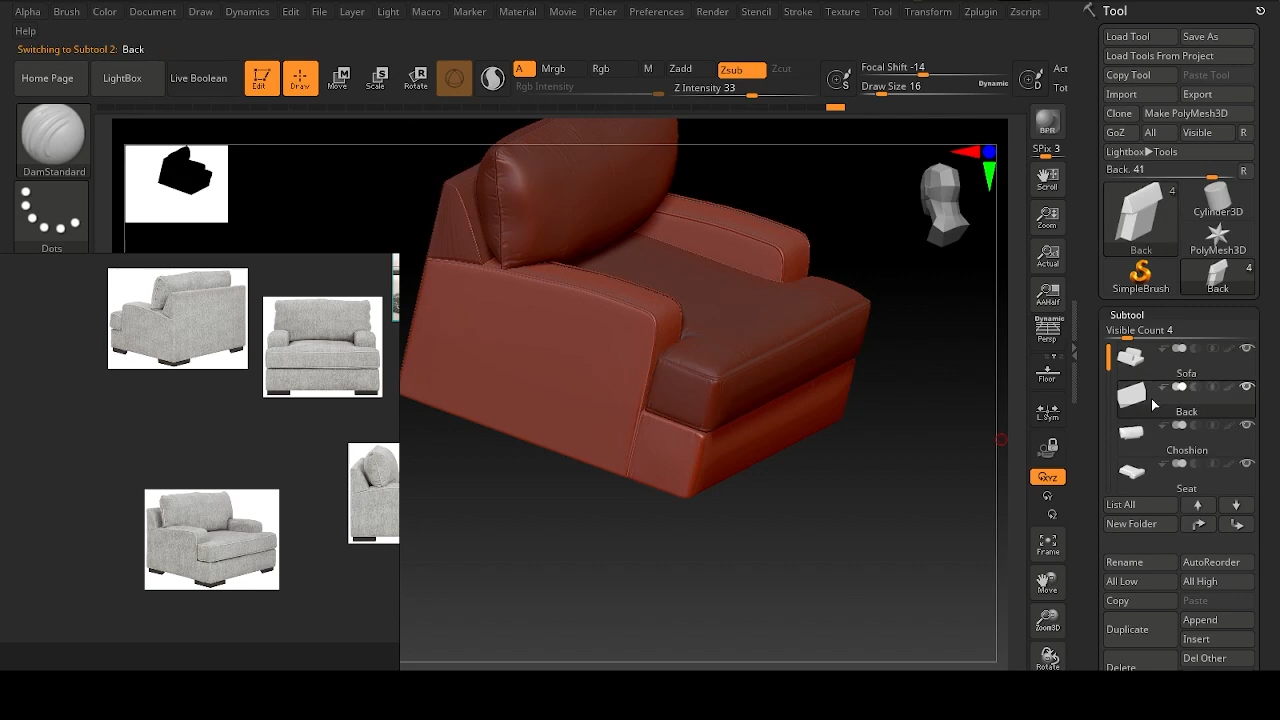 Alpha Brush Color Document Draw Dynamics Edit File Layer Light Macro Marker Material Movie Picker Preferences Render Stencil Stroke Texture Tool Transform Zplugin Zscript
Help
Switching to Subtool 2: Back
Home Page
LightBox
Live Boolean
Edit
Draw
Move
Scale
Rotate
A
Mrgb
Rgb
M
Zadd
Zsub
Zcut
Rgb Intensity
Z Intensity 33
S
Focal Shift -14
Draw Size 16
Dynamic
D
Act
Tot
DamStandard
Dots
BPR
SPix 3
Scroll
Zoom
Actual
AAHalf
Dynamic
Persp
Floor
L.Sym
XYZ
Frame
Move
Zoom3D
Rotate
Tool
Load Tool
Save As
Load Tools From Project
Copy Tool
Paste Tool
Import
Export
Clone
Make PolyMesh3D
GoZ
All
Visible
R
Lightbox▶Tools
Back. 41
R
4
Back
Cylinder3D
PolyMesh3D
SimpleBrush
4
Back
Subtool
Visible Count 4
Sofa
Back
Choshion
Seat
List All
New Folder
Rename
AutoReorder
All Low
All High
Copy
Paste
Duplicate
Append
Insert
Delete
Del Other